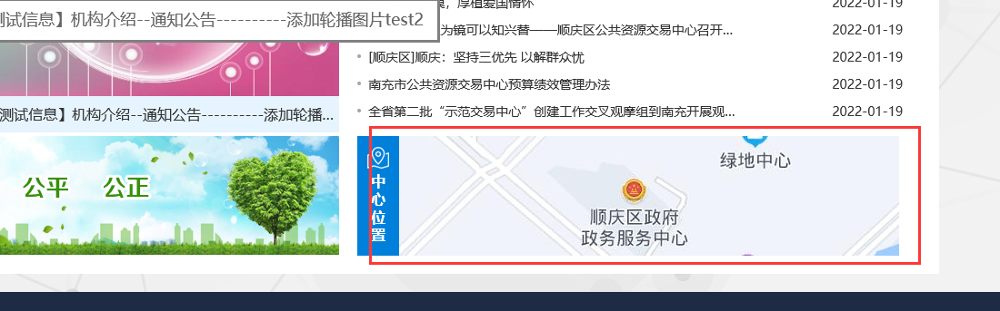 测试信息】机构介绍--通知公告----------添加轮播图片test2
，厚植爱国情怀
2022-01-19
为镜可以知兴替——顺庆区公共资源交易中心召开...
2022-01-19
[顺庆区]顺庆：坚持三优先 以解群众忧
2022-01-19
南充市公共资源交易中心预算绩效管理办法
2022-01-19
全省第二批“示范交易中心”创建工作交叉观摩组到南充开展观...
2022-01-19
测试信息】机构介绍--通知公告----------添加轮播...
公平 公正
中心位置
绿地中心
顺庆区政府
政务服务中心